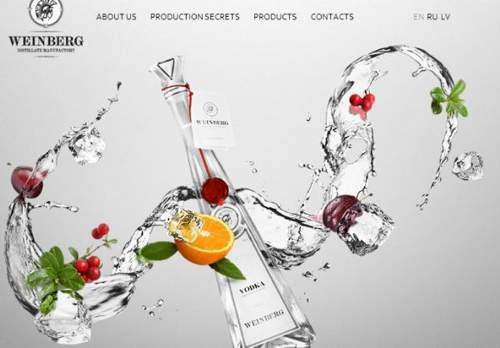 ABOUT US PRODUCTION SECRETS PRODUCTS CONTACTS EN RU LV
WEINBERG
DISTILLATE MANUFACTORY
WEINBERG
VODKA
WEINBERG